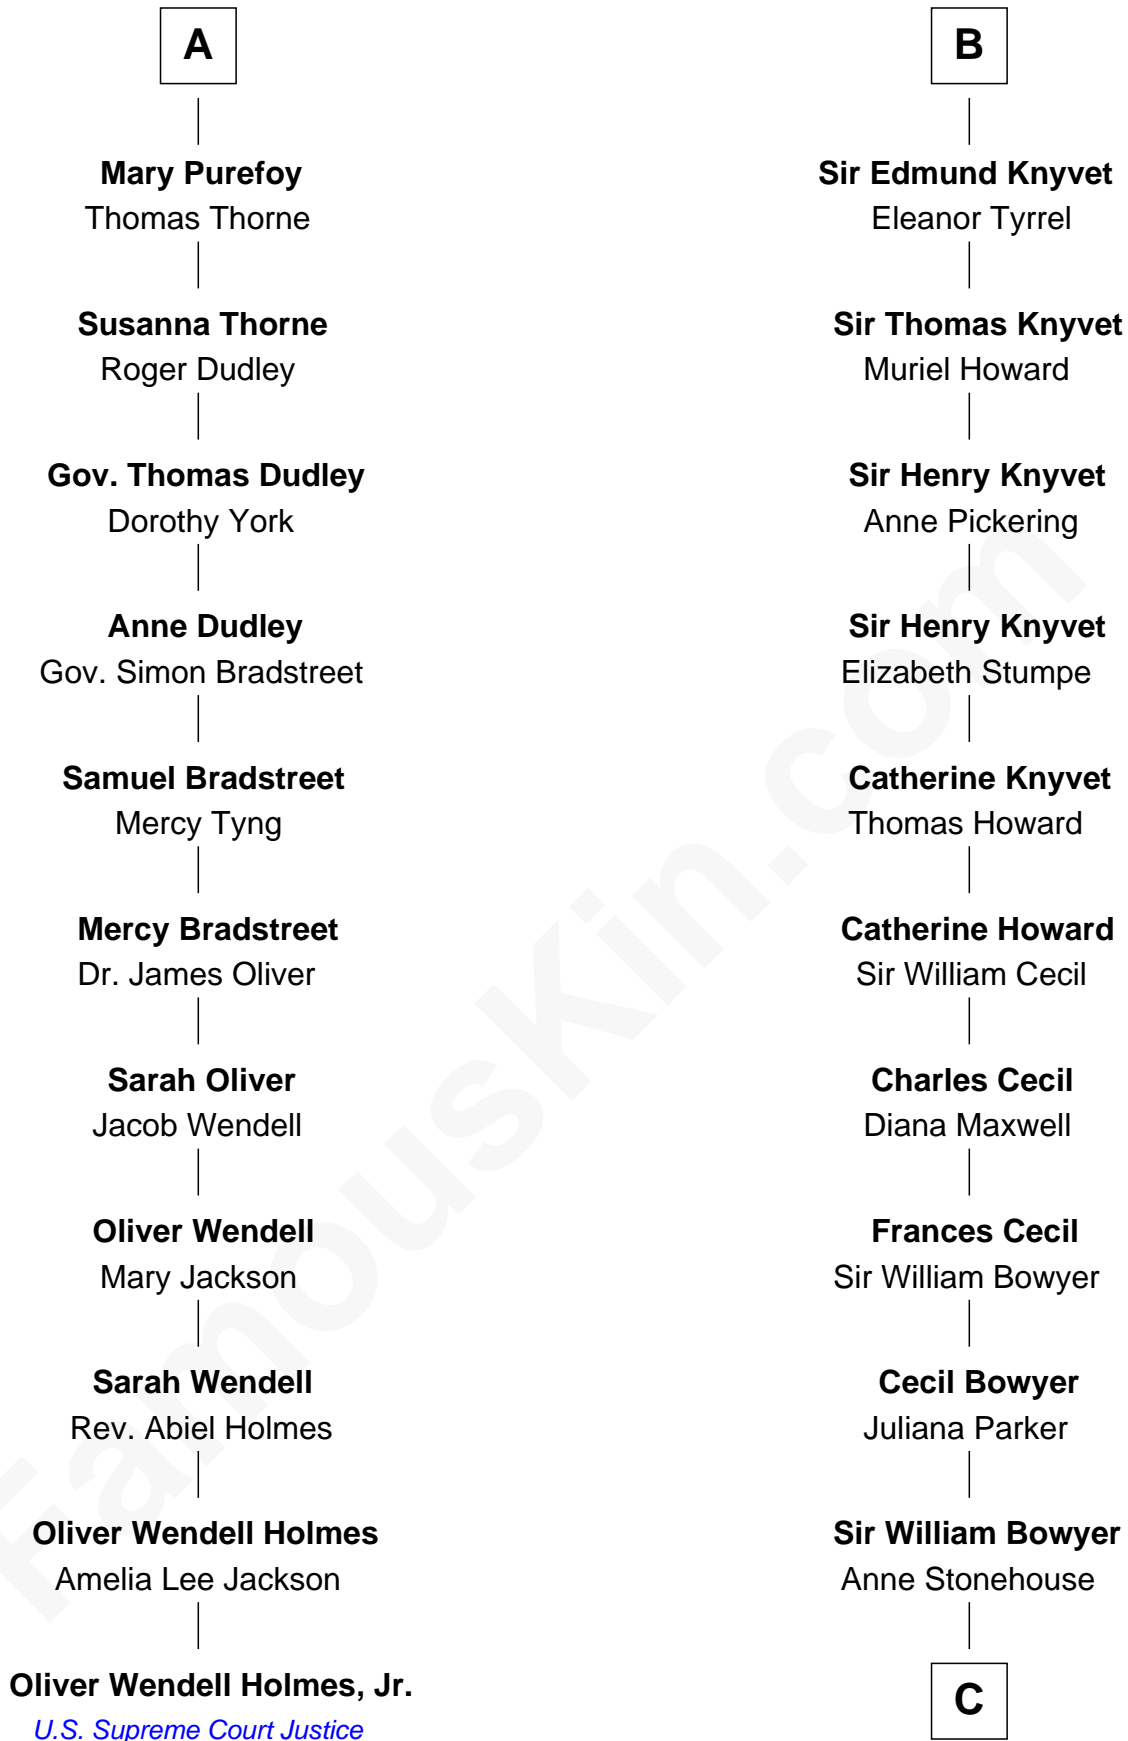 A
Mary Purefoy
Thomas Thorne
Susanna Thorne
Roger Dudley
Gov. Thomas Dudley
Dorothy York
Anne Dudley
Gov. Simon Bradstreet
Samuel Bradstreet
Mercy Tyng
Mercy Bradstreet
Dr. James Oliver
Sarah Oliver
Jacob Wendell
Oliver Wendell
Mary Jackson
Sarah Wendell
Rev. Abiel Holmes
Oliver Wendell Holmes
Amelia Lee Jackson
Oliver Wendell Holmes, Jr.
U.S. Supreme Court Justice
B
Sir Edmund Knyvet
Eleanor Tyrrel
Sir Thomas Knyvet
Muriel Howard
Sir Henry Knyvet
Anne Pickering
Sir Henry Knyvet
Elizabeth Stumpe
Catherine Knyvet
Thomas Howard
Catherine Howard
Sir William Cecil
Charles Cecil
Diana Maxwell
Frances Cecil
Sir William Bowyer
Cecil Bowyer
Juliana Parker
Sir William Bowyer
Anne Stonehouse
C
FamousKin.com